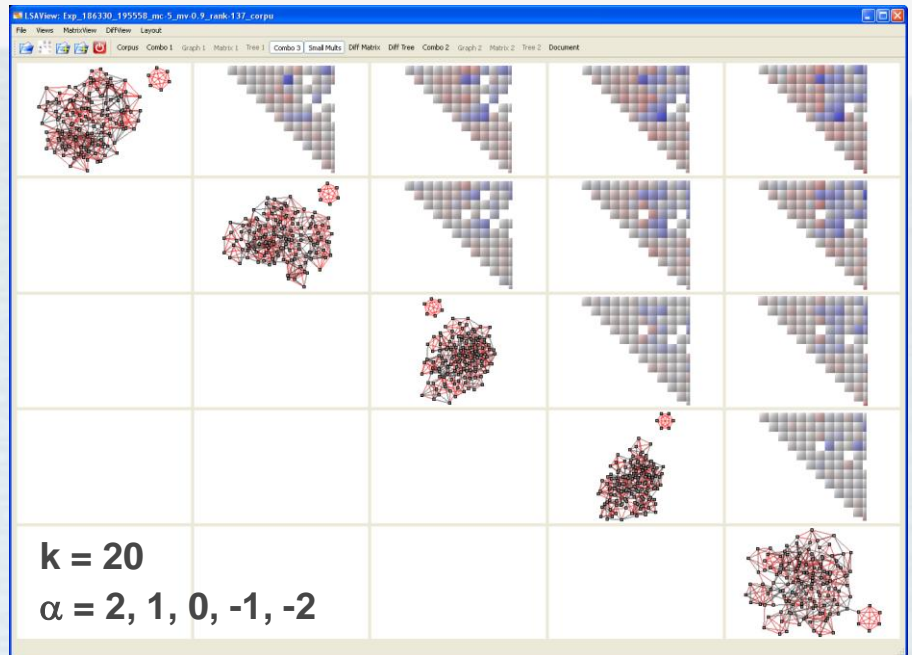 LSAView: Exp_186330_195558_mc-5_mv-0.9_rank-137_corpu
File Views MatrixView DiffView Layout
Corpus Combo 1 Graph 1 Matrix 1 Tree 1 Combo 3 Small Mults Diff Matrix Diff Tree Combo 2 Graph 2 Matrix 2 Tree 2 Document
k = 20
α = 2, 1, 0, -1, -2